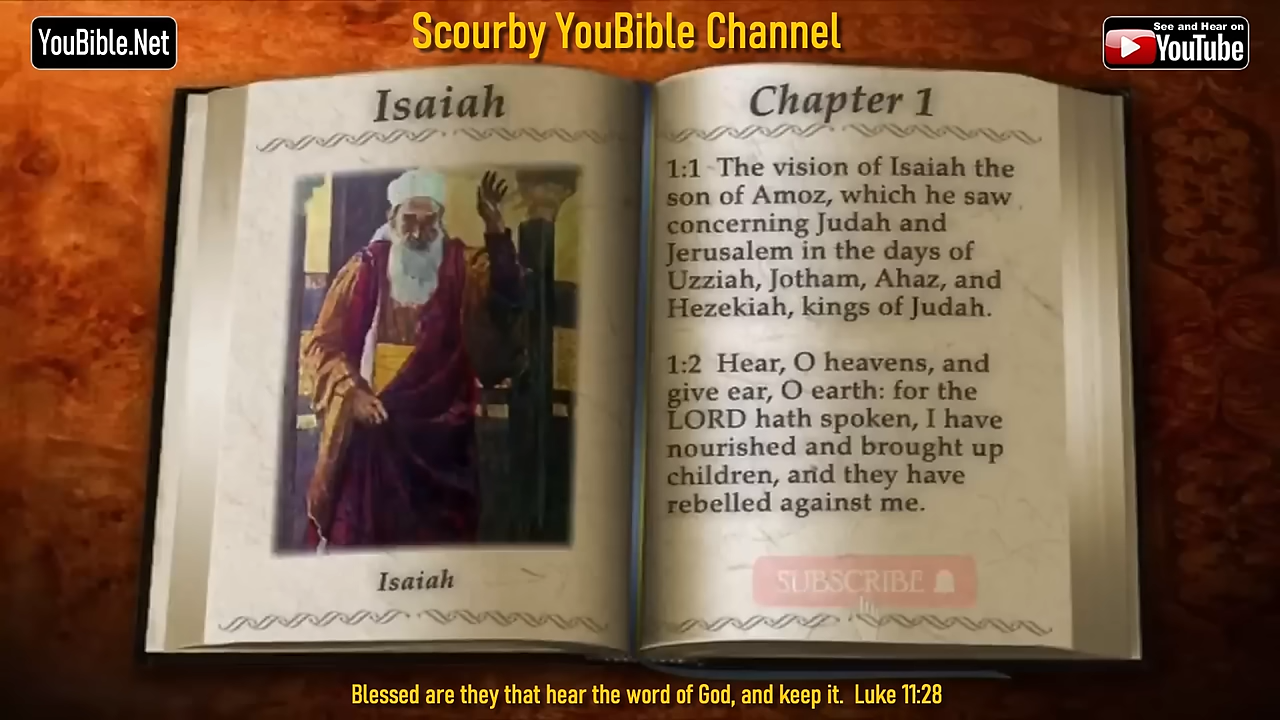 YouBible.Net
Scourby YouBible Channel
See and Hear on
YouTube
Isaiah
Isaiah
Chapter 1
1:1 The vision of Isaiah the
son of Amoz, which he saw
concerning Judah and
Jerusalem in the days of
Uzziah, Jotham, Ahaz, and
Hezekiah, kings of Judah.
1:2 Hear, O heavens, and
give ear, O earth: for the
LORD hath spoken, I have
nourished and brought up
children, and they have
rebelled against me.
SUBSCRIBE
Blessed are they that hear the word of God, and keep it. Luke 11:28